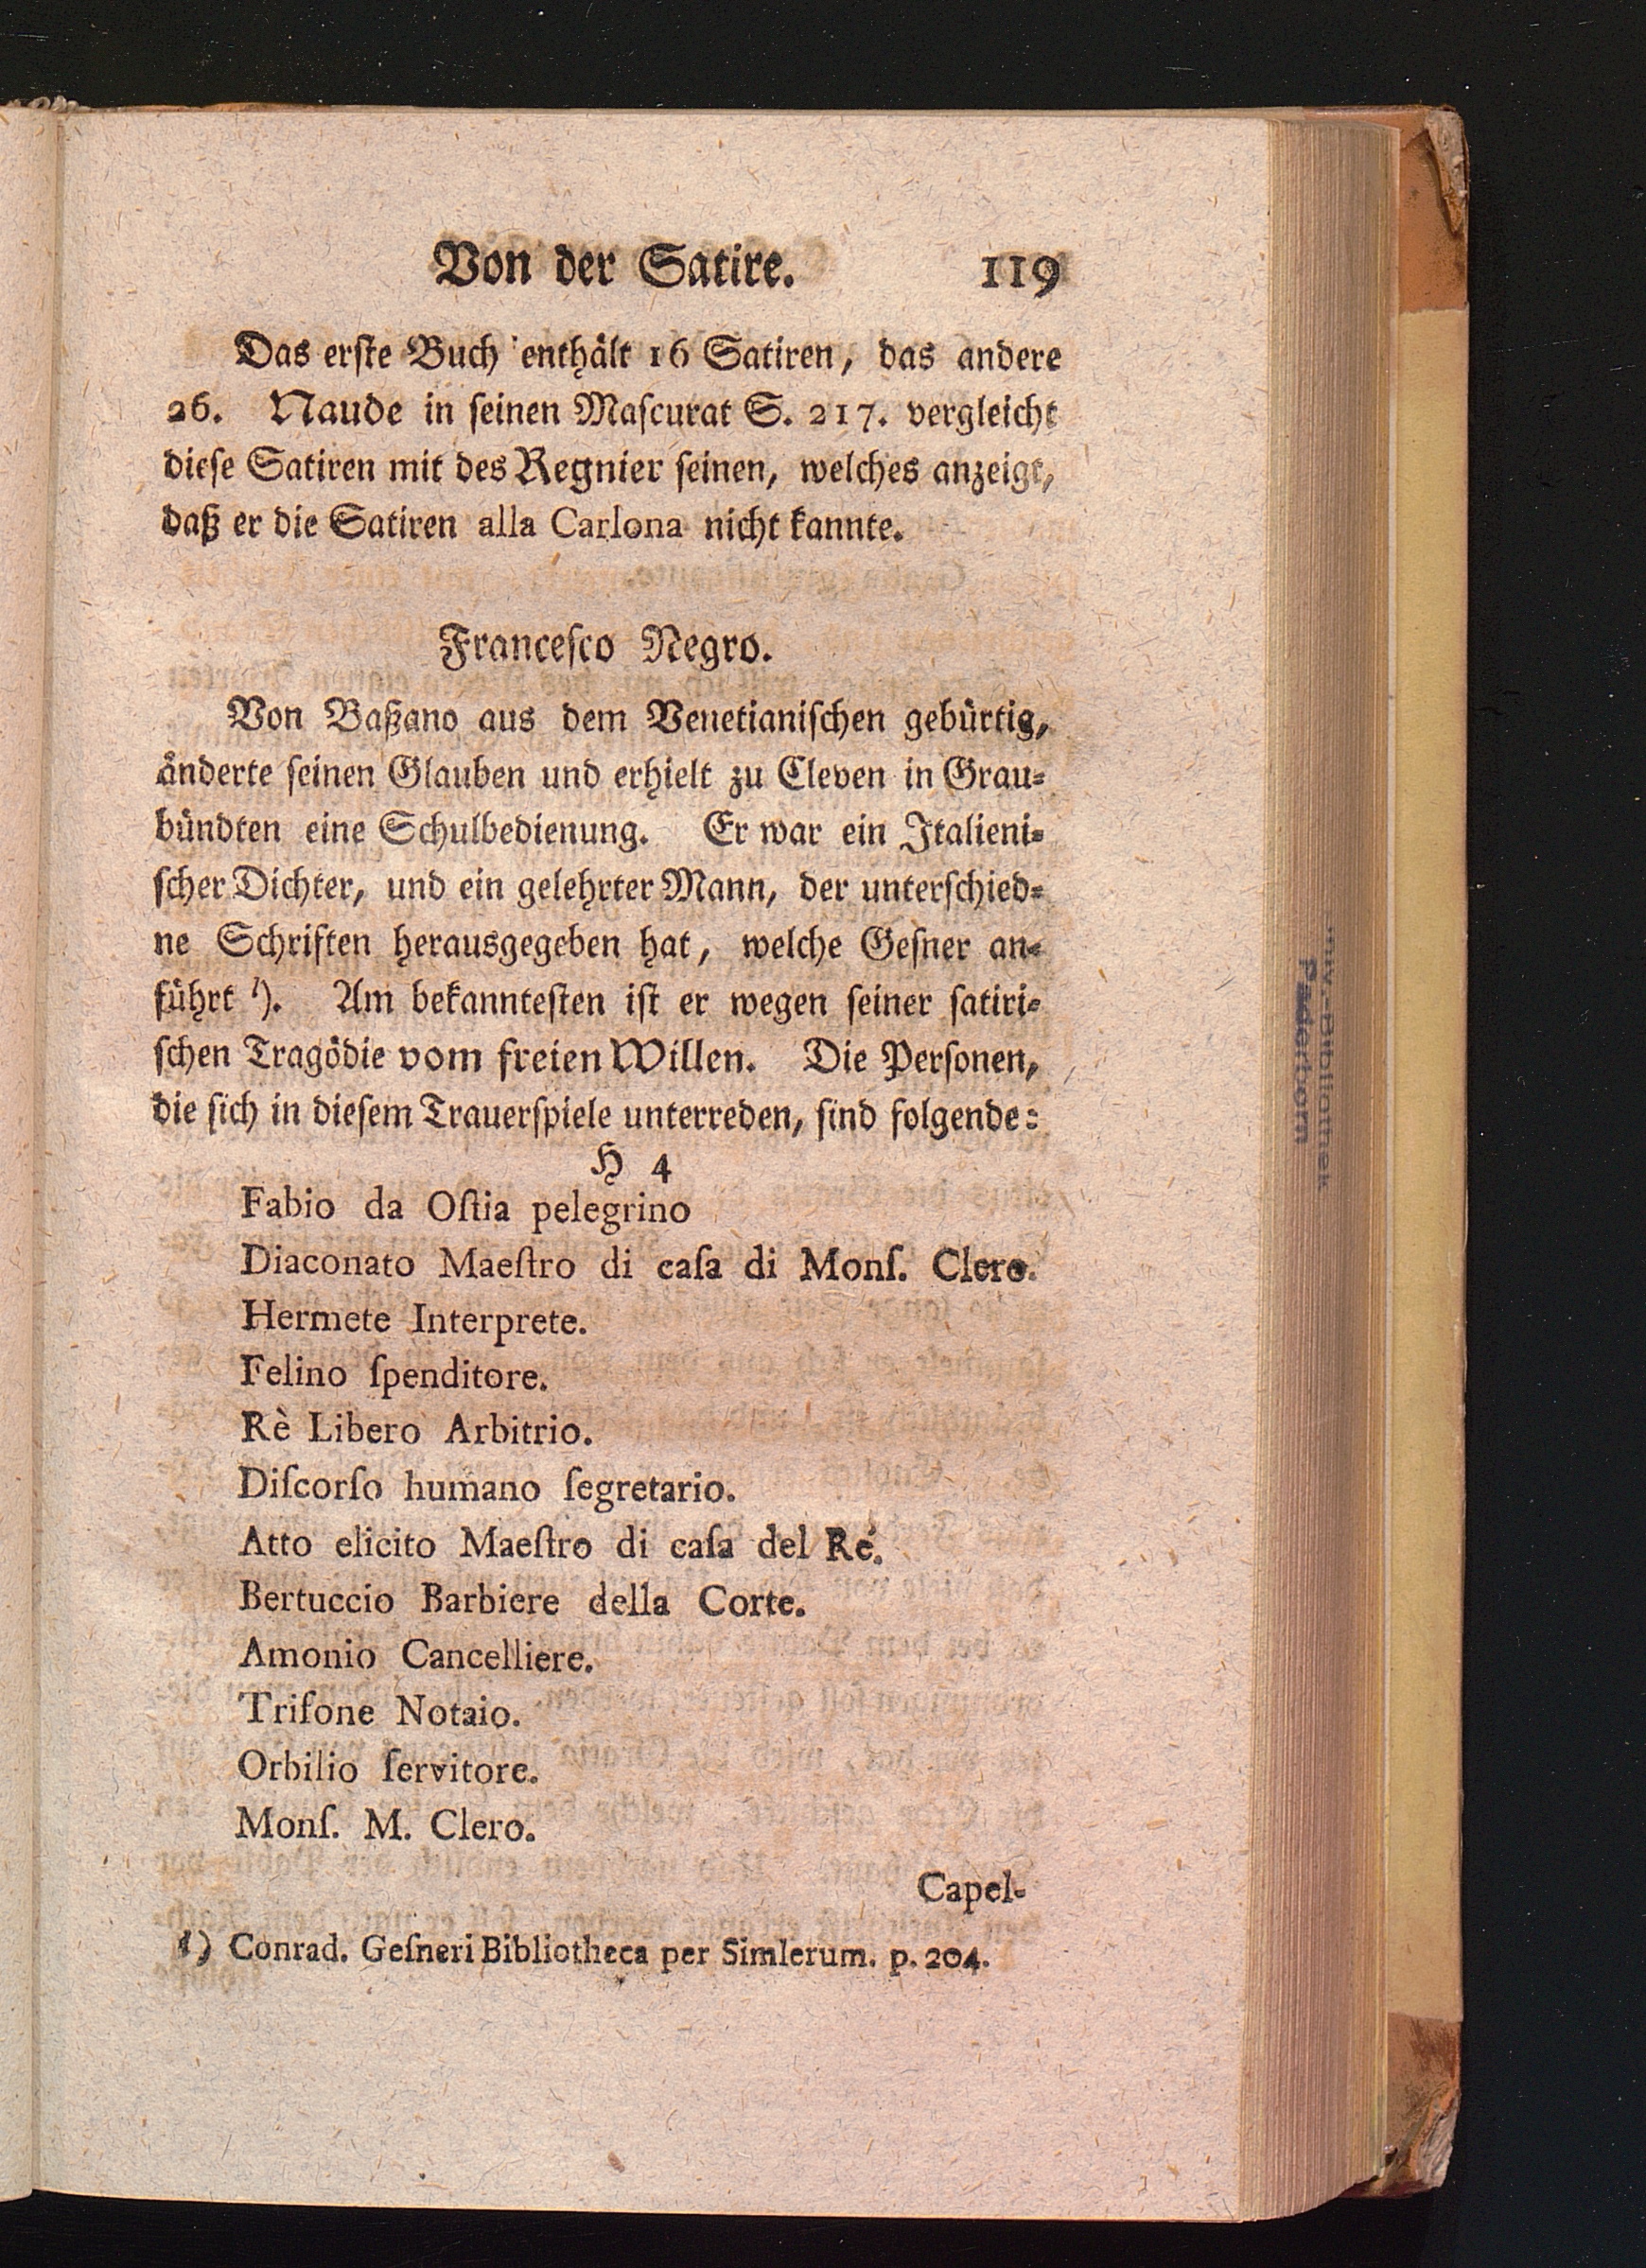 Von der Satire. 119
Das erste Buch enthält 16 Satiren, das andere
26. Naude in seinen Mascurat S. 217. vergleicht
diese Satiren mit des Regnier seinen, welches anzeigt,
daß er die Satiren alla Carlona nicht kannte.
Francesco Negro.
Von Baßano aus dem Venetianischen gebürtig,
änderte seinen Glauben und erhielt zu Cleven in Grau-
bündten eine Schulbedienung. Er war ein Italieni-
scher Dichter, und ein gelehrter Mann, der unterschied-
ne Schriften herausgegeben hat, welche Gesner an-
führt l). Am bekanntesten ist er wegen seiner satiri-
schen Tragödie vom freien Willen. Die Personen,
die sich in diesem Trauerspiele unterreden, sind folgende:
H 4
Fabio da Oſtia pelegrino
Diaconato Maeſtro di caſa di Monſ. Clero.
Hermete Interprete.
Felino ſpenditore.
Rè Libero Arbitrio.
Diſcorſo humano ſegretario.
Atto elicito Maeſtro di caſa del Ré.
Bertuccio Barbiere della Corte.
Amonio Cancelliere.
Trifone Notaio.
Orbilio ſervitore.
Monſ. M. Clero.
Capel-
l) Conrad. Geſneri Bibliotheca per Simlerum. p. 204.
Univ.-Bibliothek
Paderborn